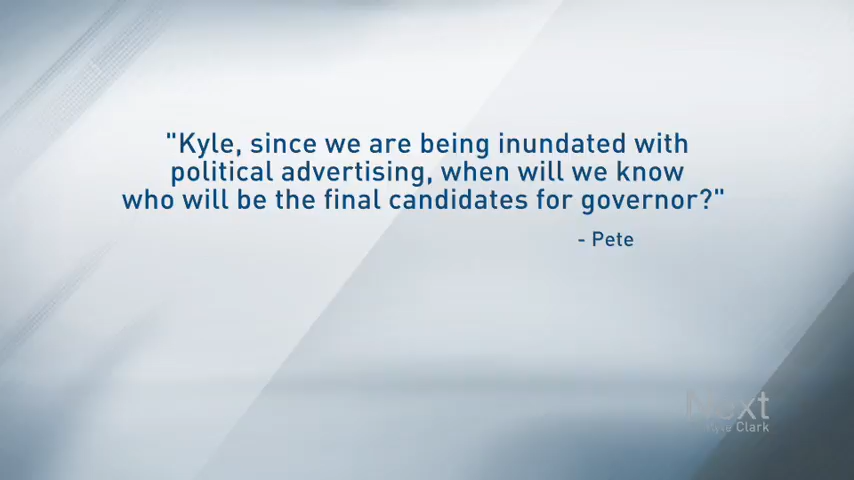 "Kyle, since we are being inundated with
political advertising, when will we know
who will be the final candidates for governor?"
- Pete
Next
Kyle Clark